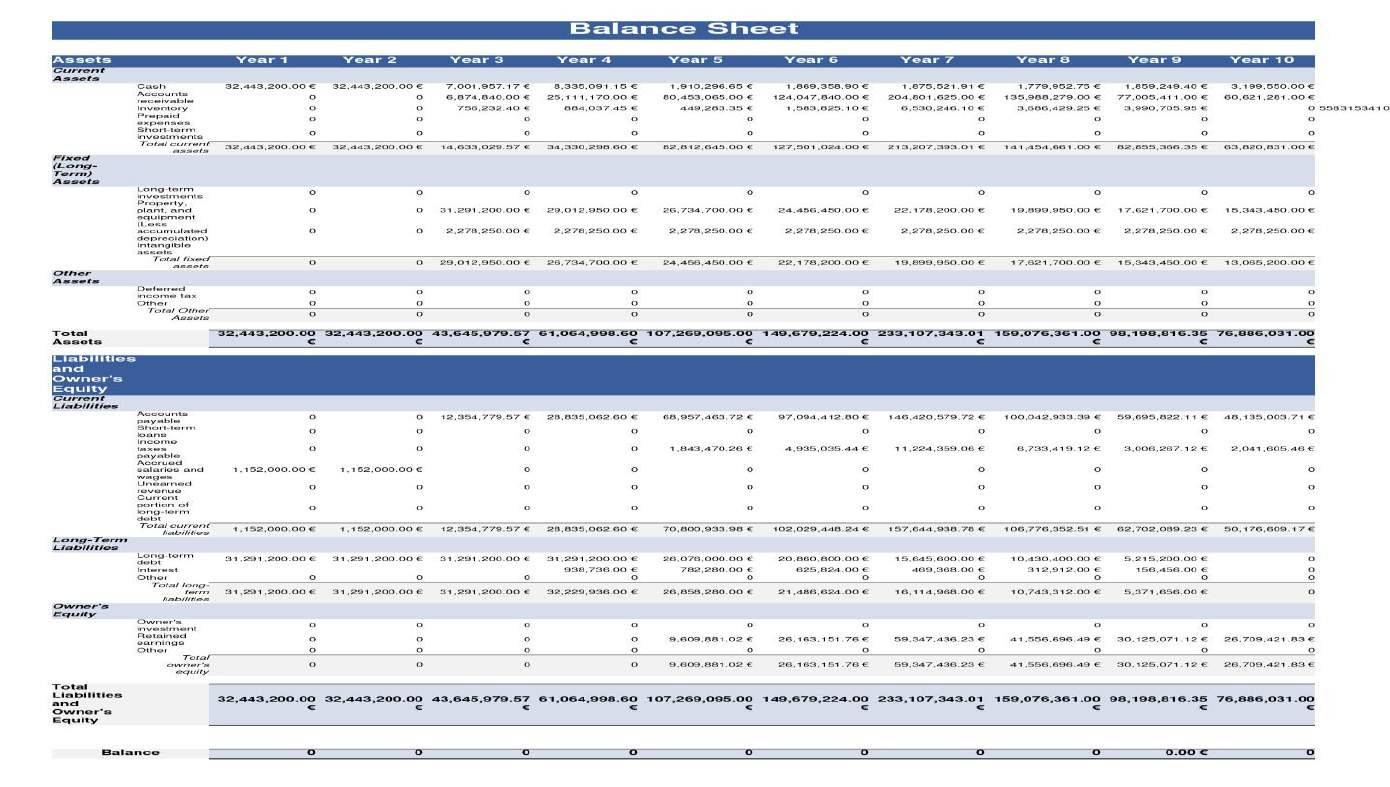 Balance Sheet
Assets Year 1 Year 2 Year 3 Year 4 Year 5 Year 6 Year 7 Year 8 Year 9 Year 10
Current
Assets
Cash 32,443,200.00 € 32,443,200.00 € 7,001,957.17 € 8,335,091.15 € 1,910,296.65 € 1,869,358.90 € 1,875,521.91 € 1,779,952.75 € 1,859,249.40 € 3,199,550.00 €
Accounts
receivable 0 0 6,874,840.00 € 25,111,170.00 € 80,453,065.00 € 124,047,840.00 € 204,801,625.00 € 135,988,279.00 € 77,005,411.00 € 60,621,281.00 €
Inventory 0 0 756,232.40 € 884,037.45 € 449,283.35 € 1,583,825.10 € 6,530,246.10 € 3,686,429.25 € 3,990,705.95 € 0 5583153410
Prepaid
expenses 0 0 0 0 0 0 0 0 0 0
Short-term
investments 0 0 0 0 0 0 0 0 0 0
Total current
assets 32,443,200.00 € 32,443,200.00 € 14,633,029.57 € 34,330,298.60 € 82,812,645.00 € 127,501,024.00 € 213,207,393.01 € 141,454,661.00 € 82,855,366.35 € 63,820,831.00 €
Fixed
(Long-
Term)
Assets
Long-term
investments 0 0 0 0 0 0 0 0 0 0
Property,
plant, and
equipment 0 0 31,291,200.00 € 29,012,950.00 € 26,734,700.00 € 24,456,450.00 € 22,178,200.00 € 19,899,950.00 € 17,621,700.00 € 15,343,450.00 €
(Less
accumulated
depreciation) 0 0 2,278,250.00 € 2,278,250.00 € 2,278,250.00 € 2,278,250.00 € 2,278,250.00 € 2,278,250.00 € 2,278,250.00 € 2,278,250.00 €
Intangible
assets
Total fixed
assets 0 0 29,012,950.00 € 26,734,700.00 € 24,456,450.00 € 22,178,200.00 € 19,899,950.00 € 17,621,700.00 € 15,343,450.00 € 13,065,200.00 €
Other
Assets
Deferred
income tax 0 0 0 0 0 0 0 0 0 0
Other 0 0 0 0 0 0 0 0 0 0
Total Other
Assets 0 0 0 0 0 0 0 0 0 0
Total 32,443,200.00 32,443,200.00 43,645,979.57 61,064,998.60 107,269,095.00 149,679,224.00 233,107,343.01 159,076,361.00 98,198,816.35 76,886,031.00
Assets € € € € € € € € € €
Liabilities
and
Owner's
Equity
Current
Liabilities
Accounts
payable 0 0 12,354,779.57 € 28,835,062.60 € 68,957,463.72 € 97,094,412.80 € 146,420,579.72 € 100,042,933.39 € 59,695,822.11 € 48,135,003.71 €
Short-term
loans 0 0 0 0 0 0 0 0 0 0
Income
taxes
payable 0 0 0 0 1,843,470.26 € 4,935,035.44 € 11,224,359.06 € 6,733,419.12 € 3,006,267.12 € 2,041,605.46 €
Accrued
salaries and
wages 1,152,000.00 € 1,152,000.00 € 0 0 0 0 0 0 0 0
Unearned
revenue 0 0 0 0 0 0 0 0 0 0
Current
portion of
long-term
debt 0 0 0 0 0 0 0 0 0 0
Total current
liabilities 1,152,000.00 € 1,152,000.00 € 12,354,779.57 € 28,835,062.60 € 70,800,933.98 € 102,029,448.24 € 157,644,938.78 € 106,776,352.51 € 62,702,089.23 € 50,176,609.17 €
Long-Term
Liabilities
Long-term
debt 31,291,200.00 € 31,291,200.00 € 31,291,200.00 € 31,291,200.00 € 26,076,000.00 € 20,860,800.00 € 15,645,600.00 € 10,430,400.00 € 5,215,200.00 € 0
Interest 938,736.00 € 782,280.00 € 625,824.00 € 469,368.00 € 312,912.00 € 156,456.00 € 0
Other 0 0 0 0 0 0 0 0 0 0
Total long-
term
liabilities 31,291,200.00 € 31,291,200.00 € 31,291,200.00 € 32,229,936.00 € 26,858,280.00 € 21,486,624.00 € 16,114,968.00 € 10,743,312.00 € 5,371,656.00 € 0
Owner's
Equity
Owner's
investment 0 0 0 0 0 0 0 0 0 0
Retained
earnings 0 0 0 0 9,609,881.02 € 26,163,151.76 € 59,347,436.23 € 41,556,696.49 € 30,125,071.12 € 26,709,421.83 €
Other 0 0 0 0 0 0 0 0 0 0
Total
owner's
equity 0 0 0 0 9,609,881.02 € 26,163,151.76 € 59,347,436.23 € 41,556,696.49 € 30,125,071.12 € 26,709,421.83 €
Total
Liabilities
and 32,443,200.00 32,443,200.00 43,645,979.57 61,064,998.60 107,269,095.00 149,679,224.00 233,107,343.01 159,076,361.00 98,198,816.35 76,886,031.00
Owner's € € € € € € € € € €
Equity
Balance 0 0 0 0 0 0 0 0 0.00 € 0